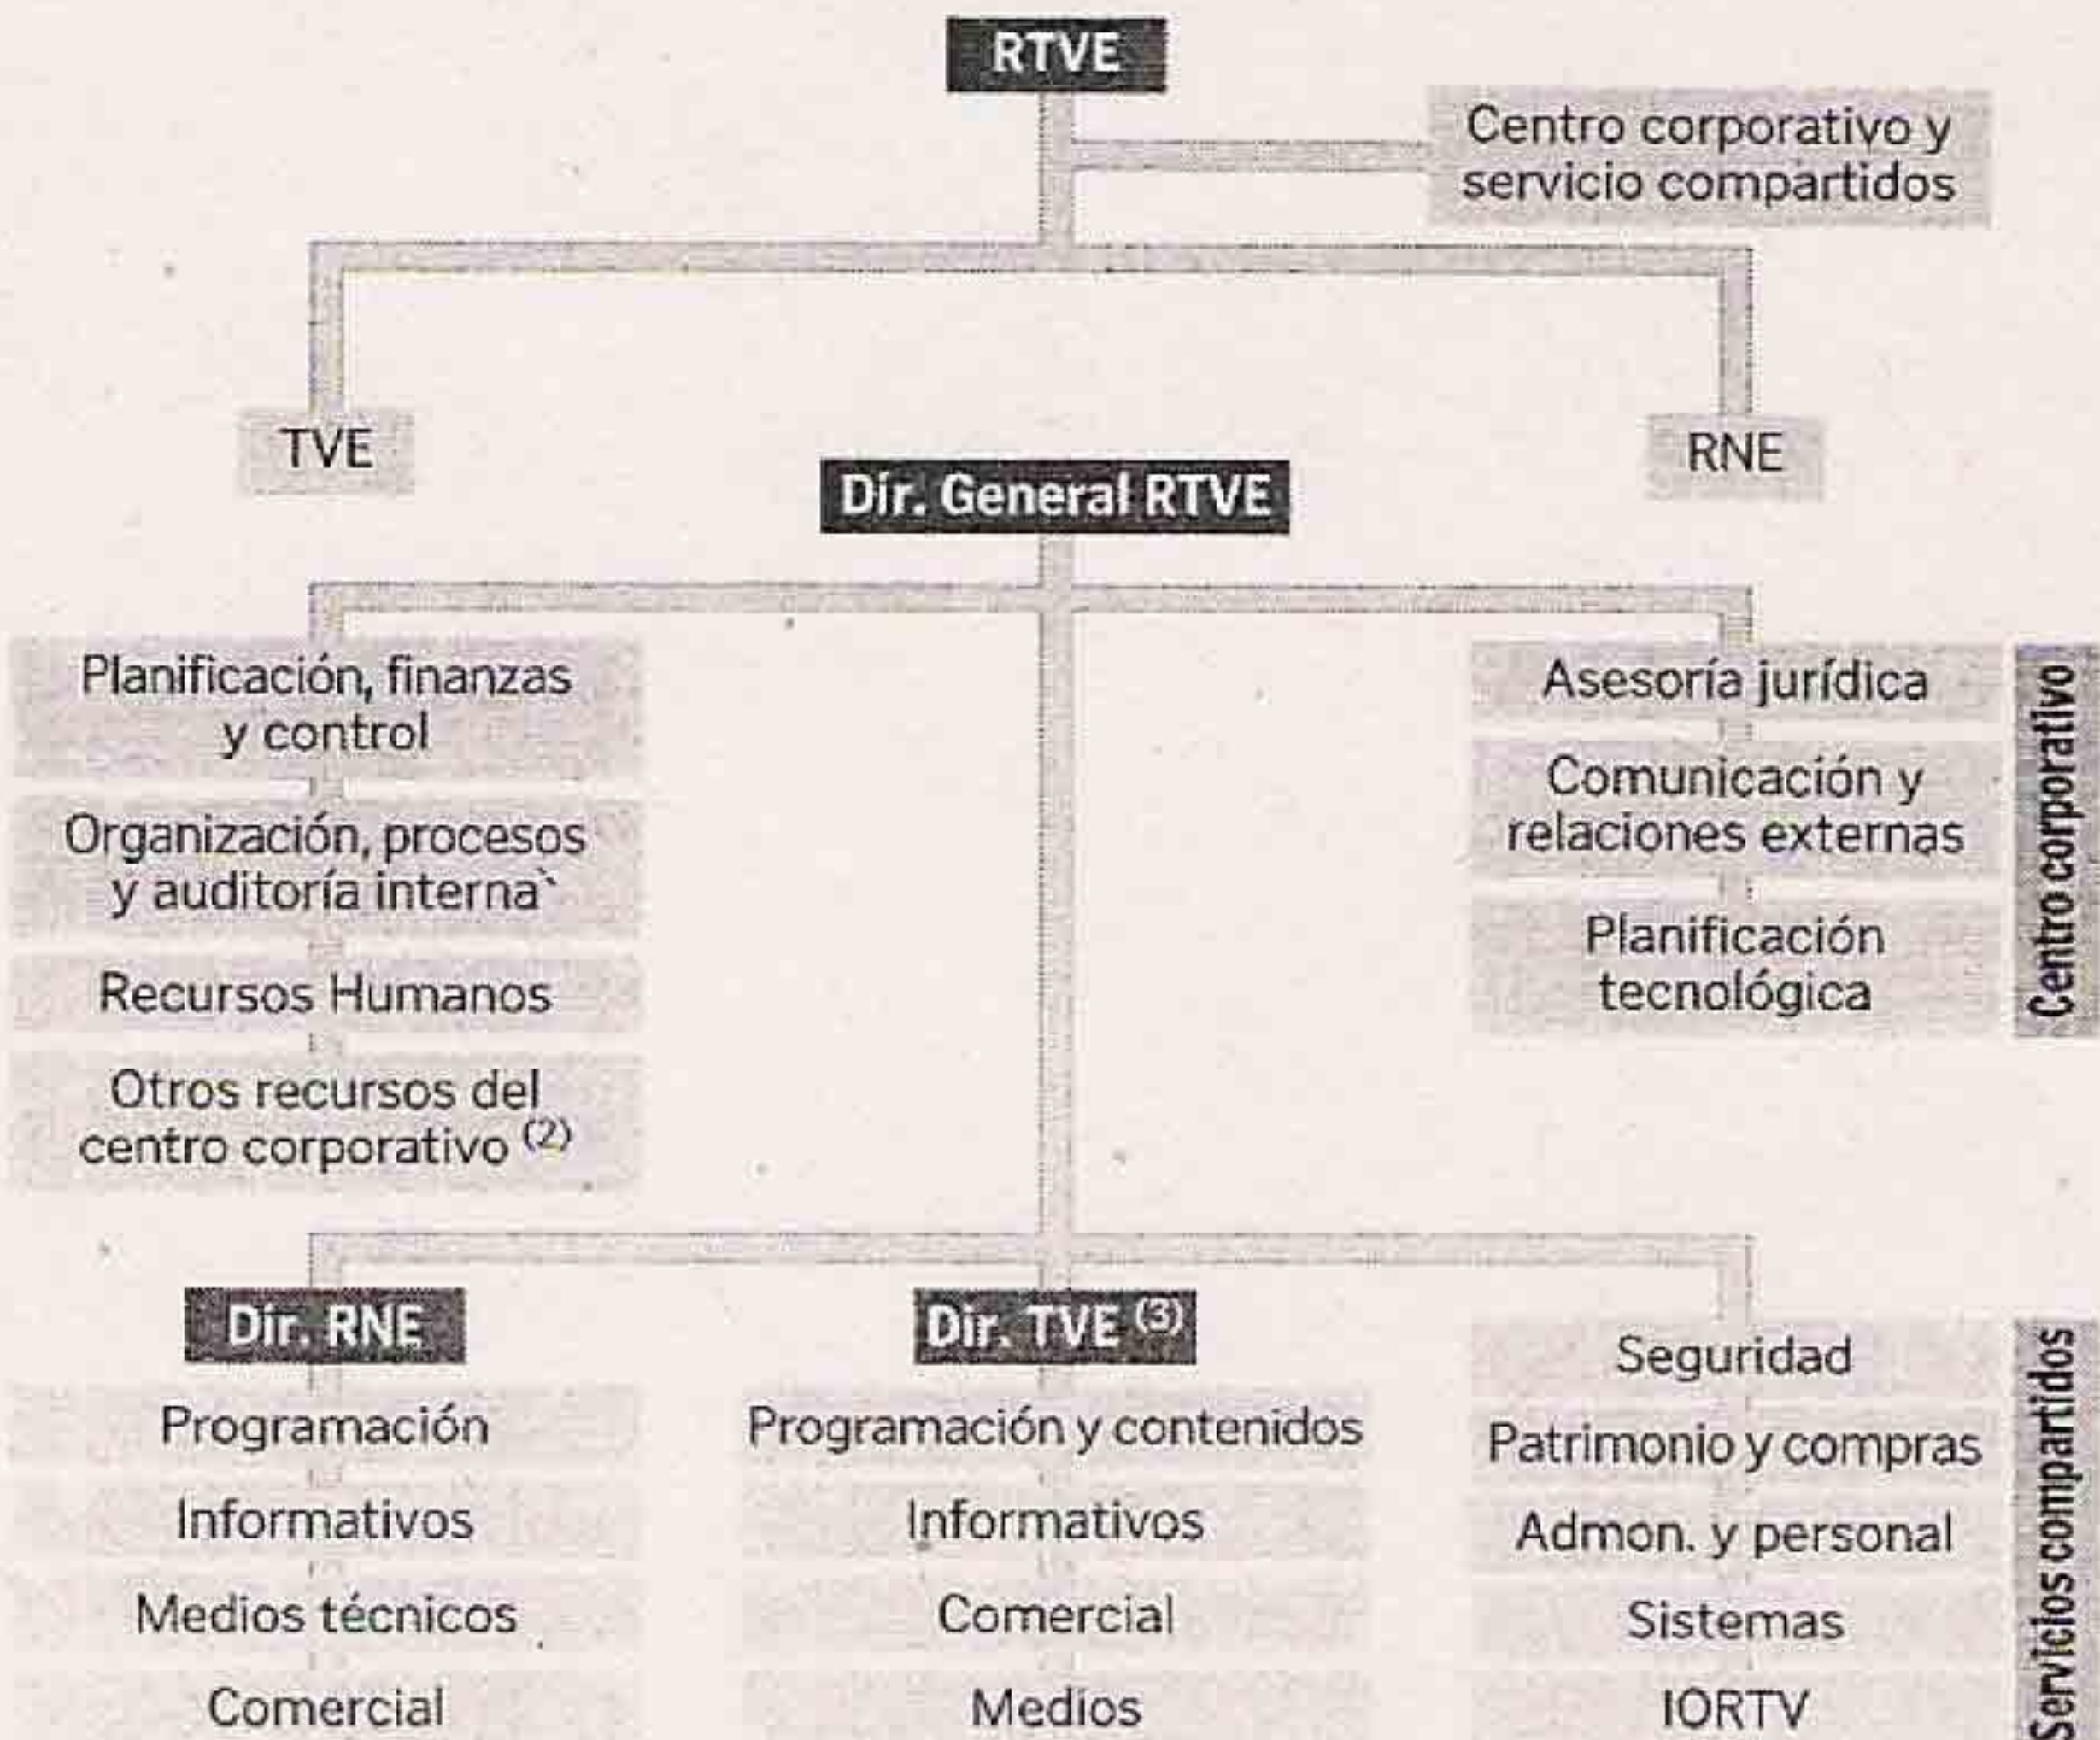 RTVE
Centro corporativo y
servicio compartidos
TVE
RNE
Dir. General RTVE
Planificación, finanzas
y control
Organización, procesos
y auditoría interna
Recursos Humanos
Otros recursos del
centro corporativo (2)
Asesoría jurídica
Comunicación y
relaciones externas
Planificación
tecnológica
Centro corporativo
Dir. RNE
Programación
Informativos
Medios técnicos
Comercial
Dir. TVE (3)
Programación y contenidos
Informativos
Comercial
Medios
Seguridad
Patrimonio y compras
Admon. y personal
Sistemas
IORTV
Servicios compartidos